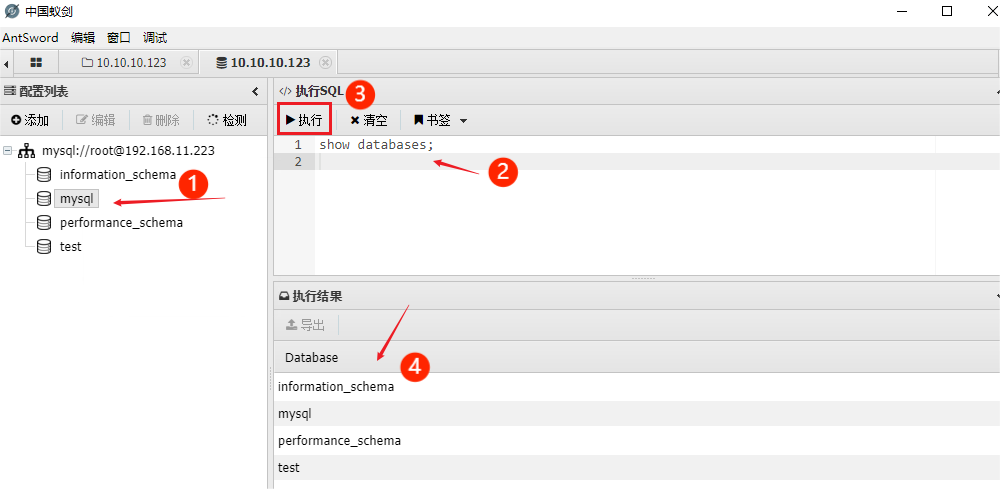 中国蚁剑
AntSword 编辑 窗口 调试
10.10.10.123 10.10.10.123
配置列表
添加 编辑 删除 检测
mysql://root@192.168.11.223
information_schema
1
mysql
performance_schema
test
执行SQL
3
执行 清空 书签
1 show databases;
2
2
执行结果
导出
Database
4
information_schema
mysql
performance_schema
test